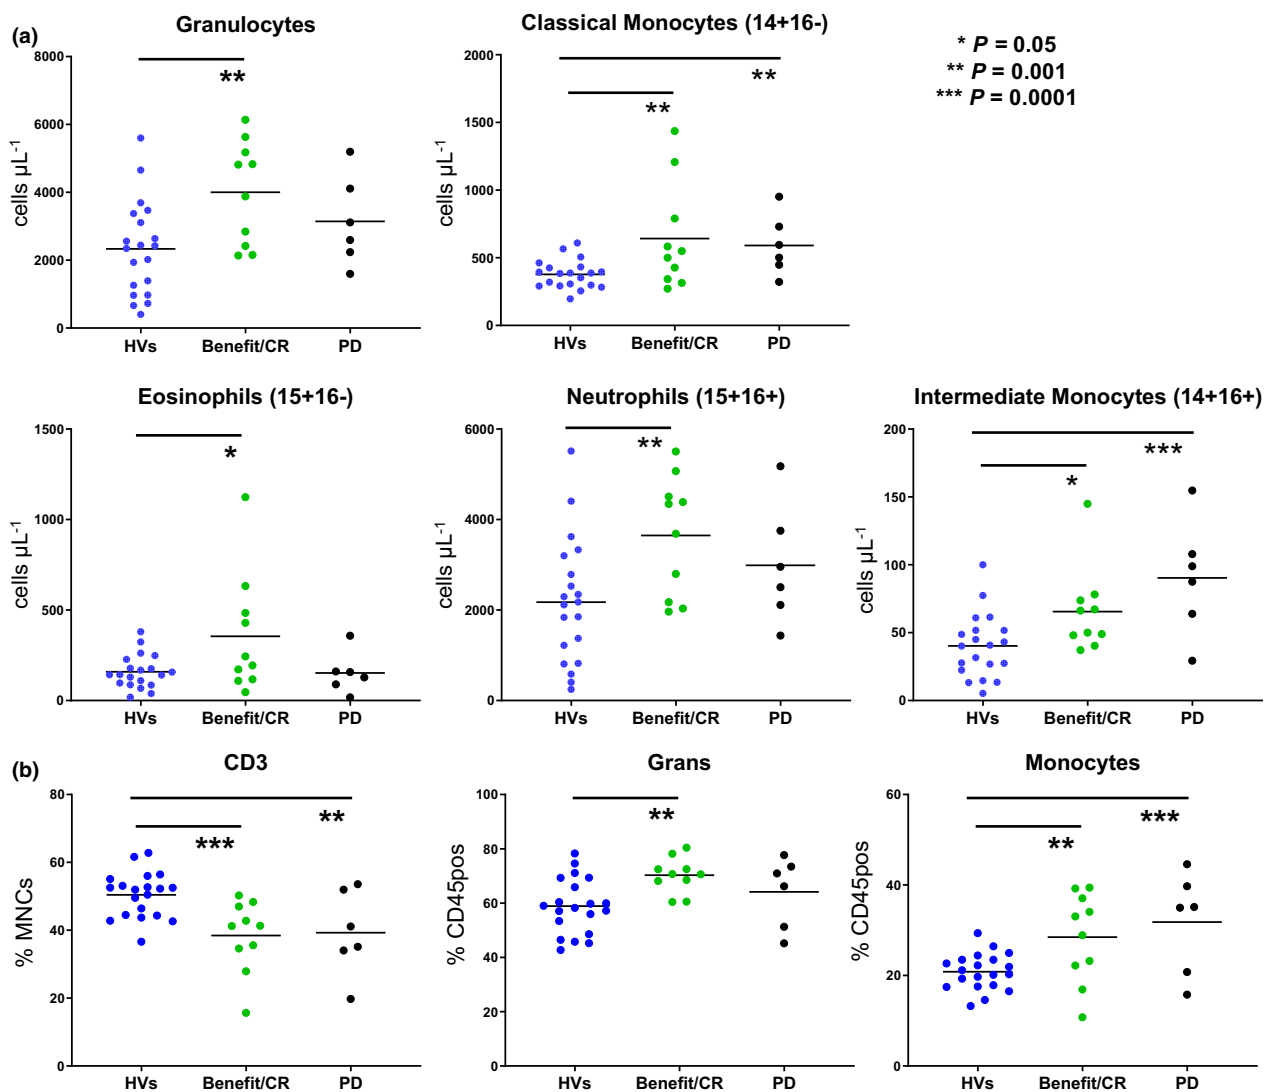 (a)
Granulocytes
Classical Monocytes (14+16-)
* P = 0.05
** P = 0.001
*** P = 0.0001
cells µL-1
8000
6000
4000
2000
0
**
HVs Benefit/CR PD
cells µL-1
2000
1500
1000
500
0
**
**
HVs Benefit/CR PD
Eosinophils (15+16-)
cells µL-1
1500
1000
500
0
*
HVs Benefit/CR PD
Neutrophils (15+16+)
cells µL-1
6000
4000
2000
0
**
HVs Benefit/CR PD
Intermediate Monocytes (14+16+)
cells µL-1
200
150
100
50
0
***
*
HVs Benefit/CR PD
(b)
CD3
% MNCs
80
60
40
20
0
**
***
HVs Benefit/CR PD
Grans
% CD45pos
100
80
60
40
20
0
**
HVs Benefit/CR PD
Monocytes
% CD45pos
60
40
20
0
***
**
HVs Benefit/CR PD